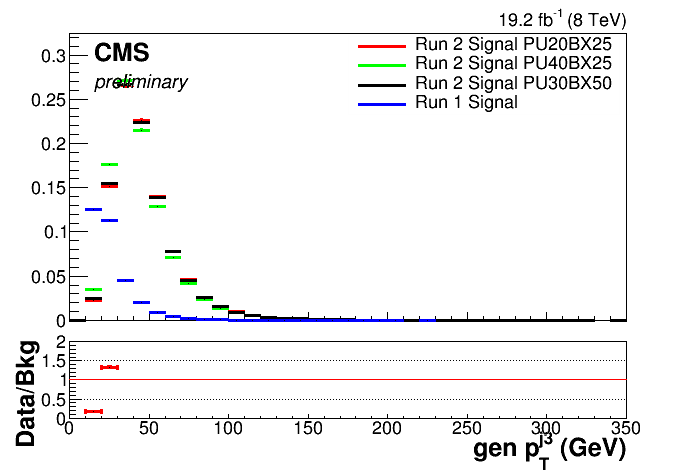 19.2 fb-1 (8 TeV)
CMS
preliminary
Run 2 Signal PU20BX25
Run 2 Signal PU40BX25
Run 2 Signal PU30BX50
Run 1 Signal
0.3
0.25
0.2
0.15
0.1
0.05
0
Data/Bkg
2
1.5
1
0.5
0
0 50 100 150 200 250 300 350
gen pTj3 (GeV)